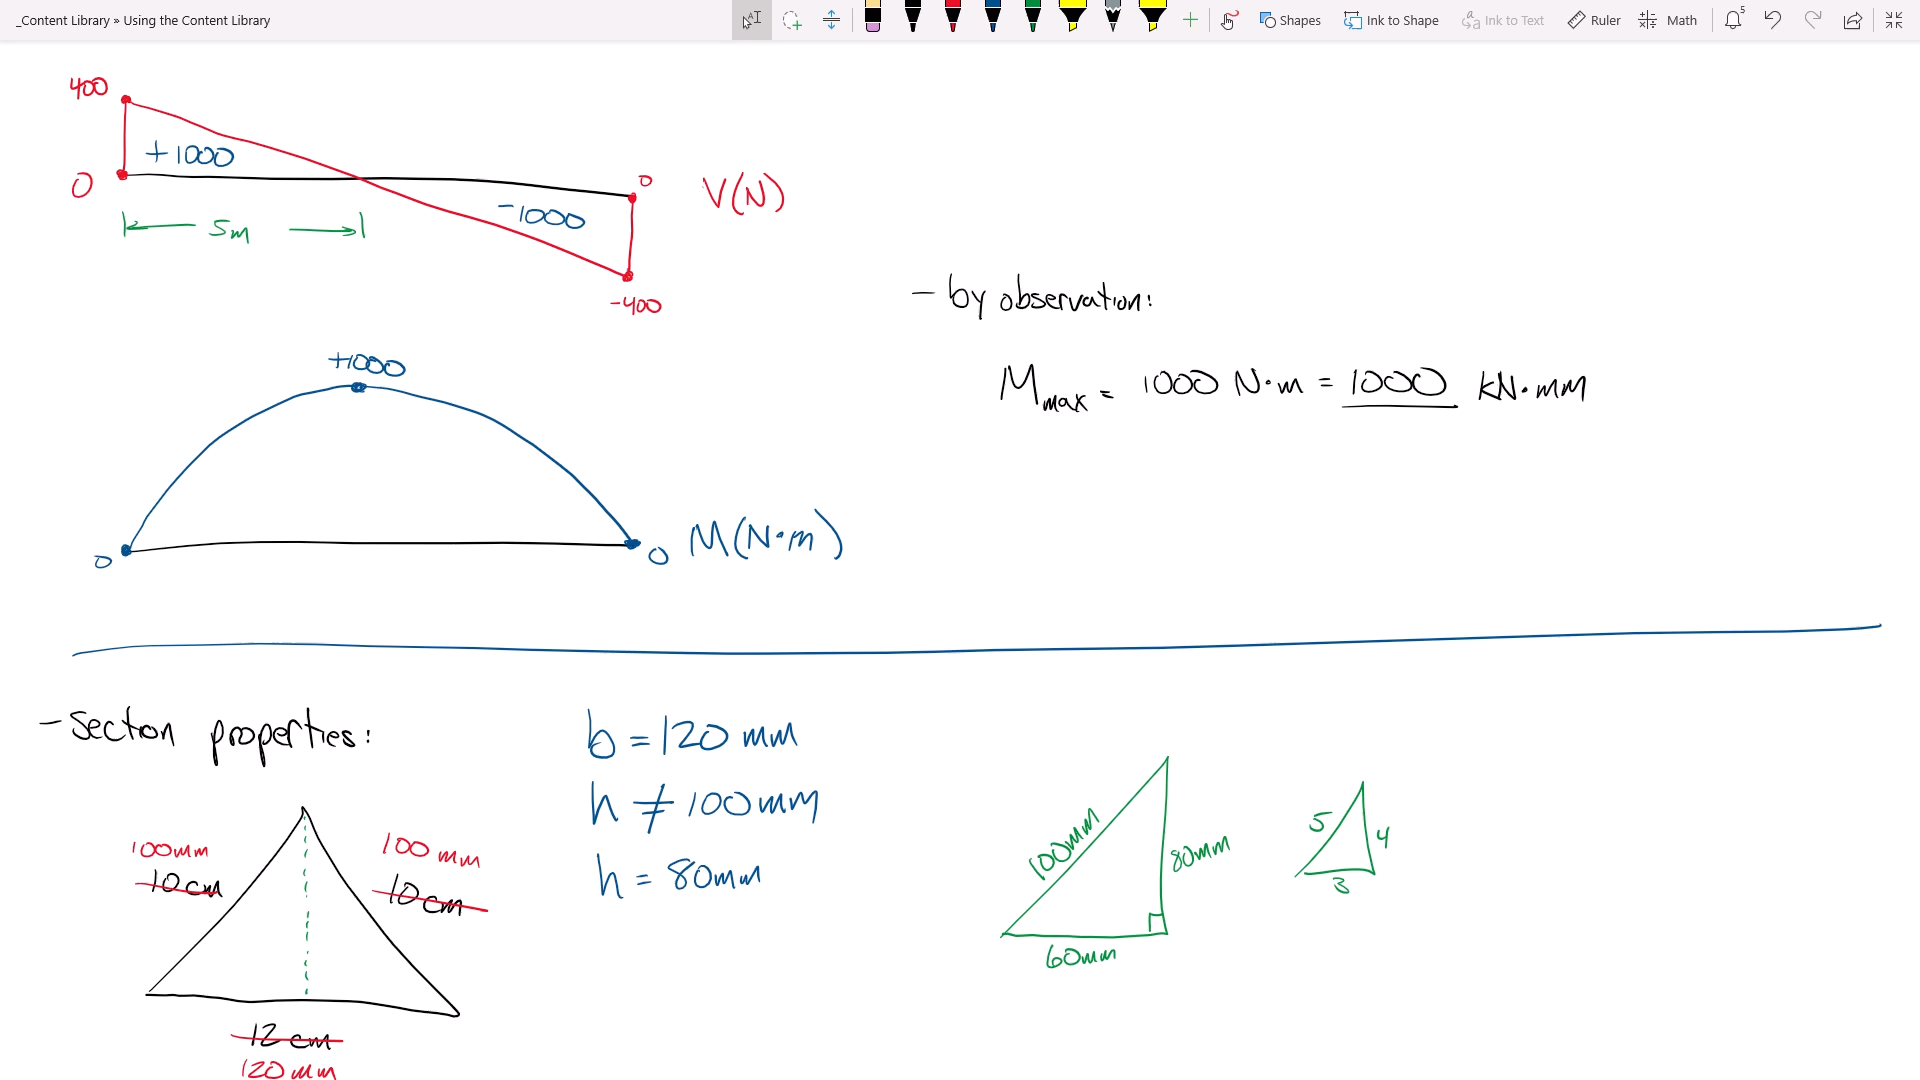 _Content Library » Using the Content Library
Shapes
Ink to Shape
Ink to Text
Ruler
Math
5
400
+1000
0
0
V(N)
-1000
5m
-400
- by observation:
+1000
Mmax = 1000 N·m = 1000 kN·mm
0
0
M(N·m)
- Section properties:
b = 120 mm
h ≠ 100mm
h = 80mm
100mm
10cm
100 mm
10cm
12 cm
120 mm
100mm
80mm
60mm
5
4
3